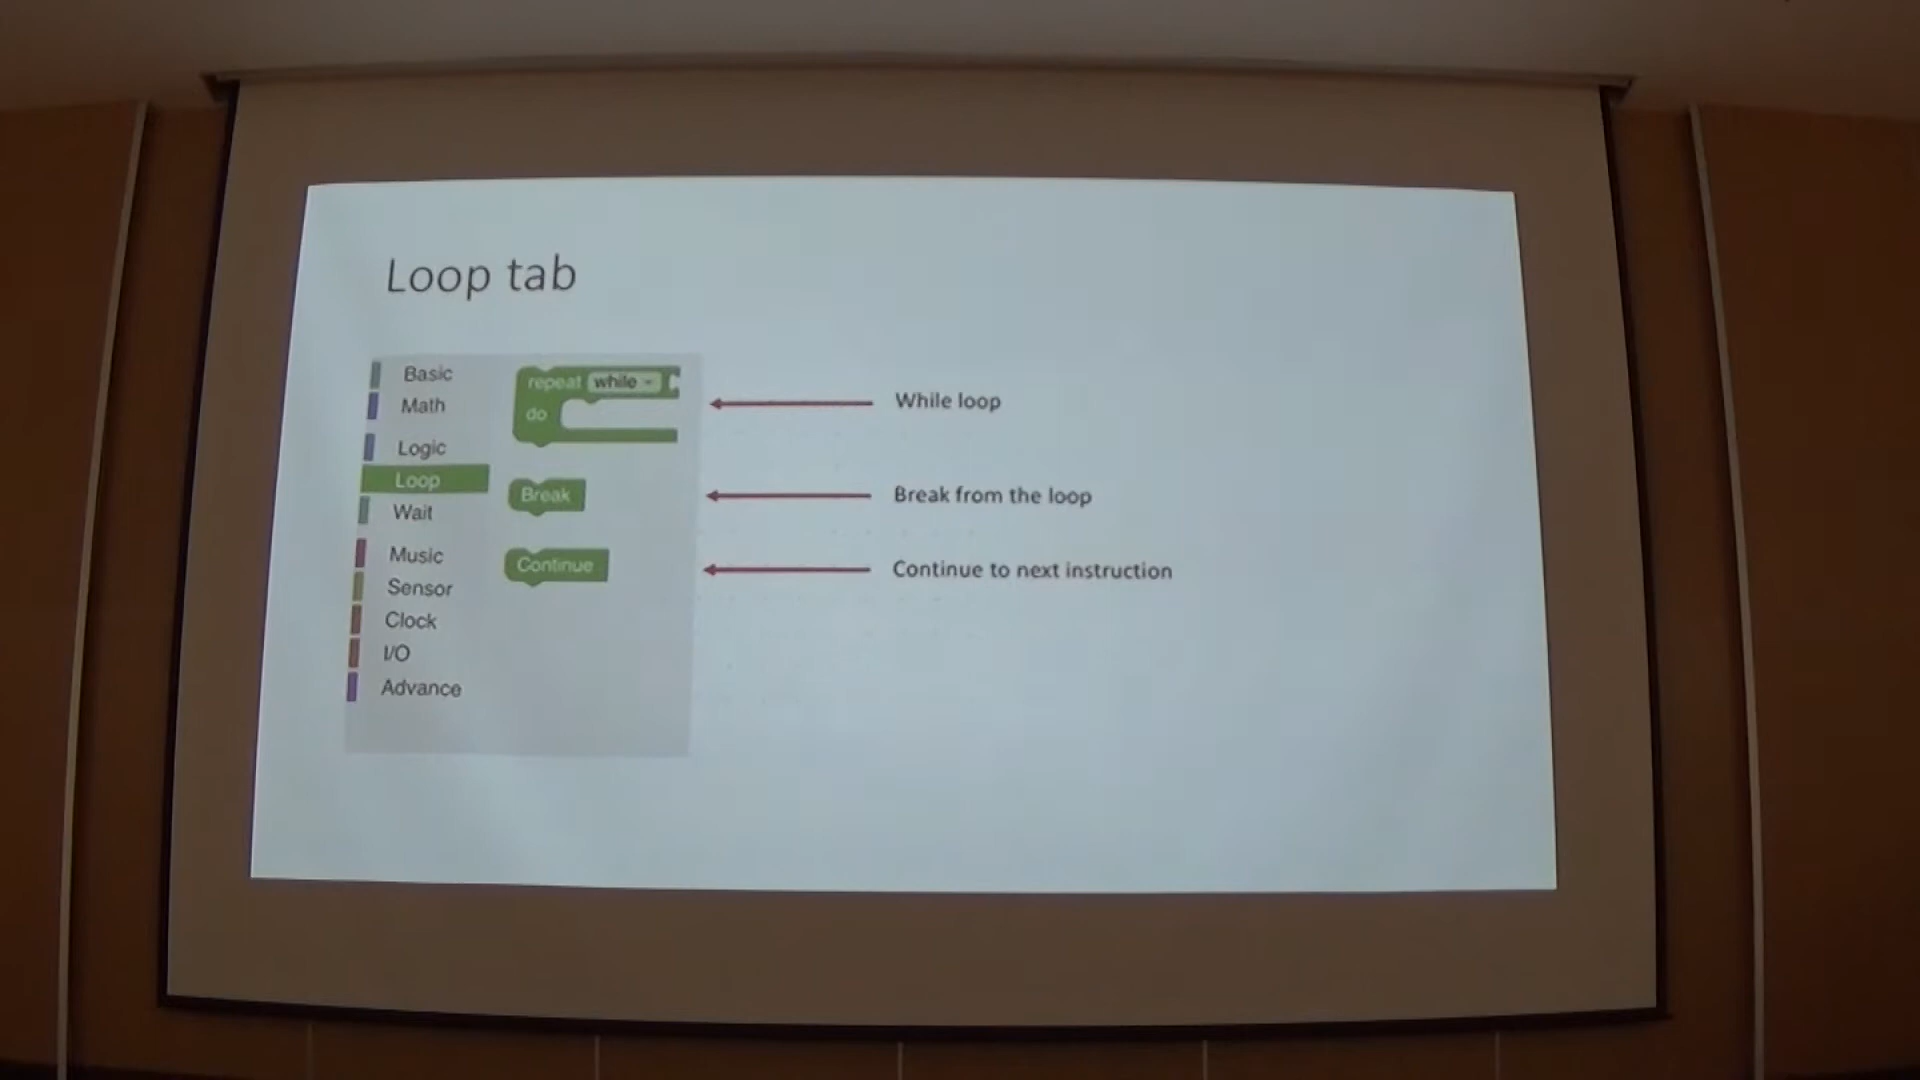 Loop tab
Basic
Math
Logic
Loop
Wait
Music
Sensor
Clock
I/O
Advance
repeat while
do
Break
Continue
While loop
Break from the loop
Continue to next instruction